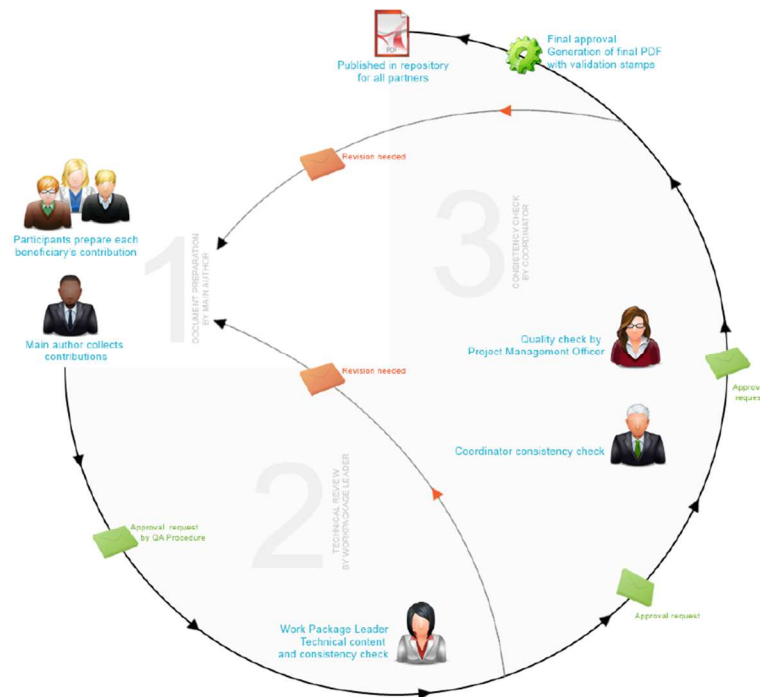 Final approval
Generation of final PDF
with validation stamps
PDF
Published in repository
for all partners
Revision needed
Participants prepare each
beneficiary's contribution
1
DOCUMENT PREPARATION
BY MAIN AUTHOR
3
CONSISTENCY CHECK
BY COORDINATOR
Main author collects
contributions
Quality check by
Project Management Officer
Revision needed
Approval
request
Coordinator consistency check
2
TECHNICAL REVIEW
BY WORKPACKAGE LEADER
Approval request
by QA Procedure
Approval request
Work Package Leader
Technical content
and consistency check